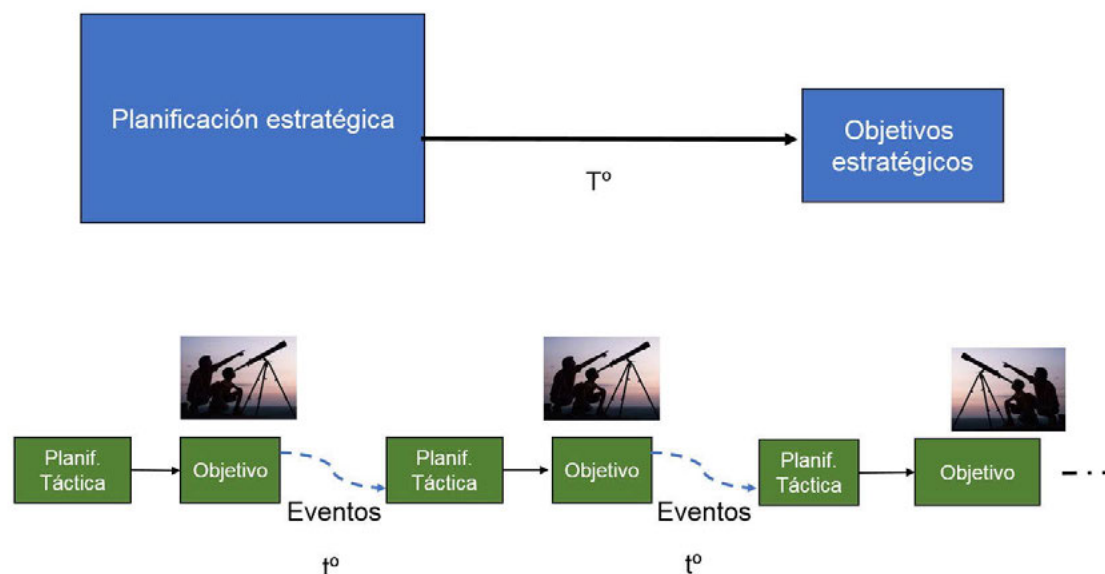 Planificación estratégica
Objetivos
estratégicos
Tº
Planif.
Táctica
Objetivo
Eventos
tº
Planif.
Táctica
Objetivo
Eventos
tº
Planif.
Táctica
Objetivo